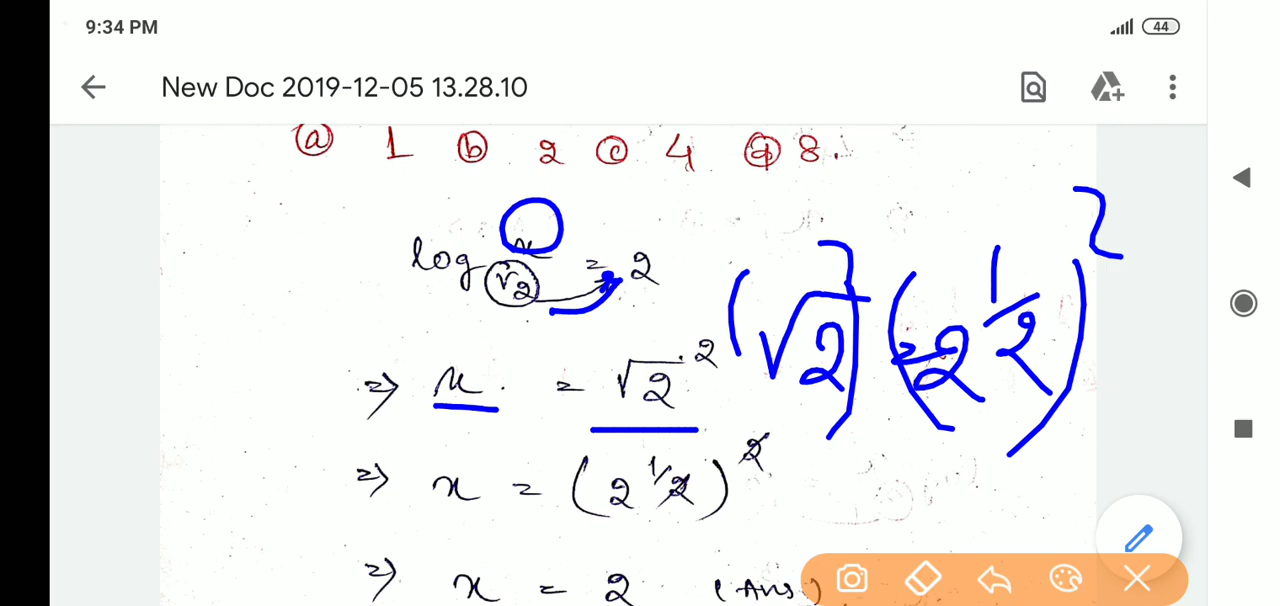 9:34 PM
44
New Doc 2019-12-05 13.28.10
(a) 1 (b) 2 (c) 4 (d) 8.
log√2 x = 2
(√2)² = (2^1/2)²
=> x = √2²
=> x = (2^1/2)²
=> x = 2 (Ans)